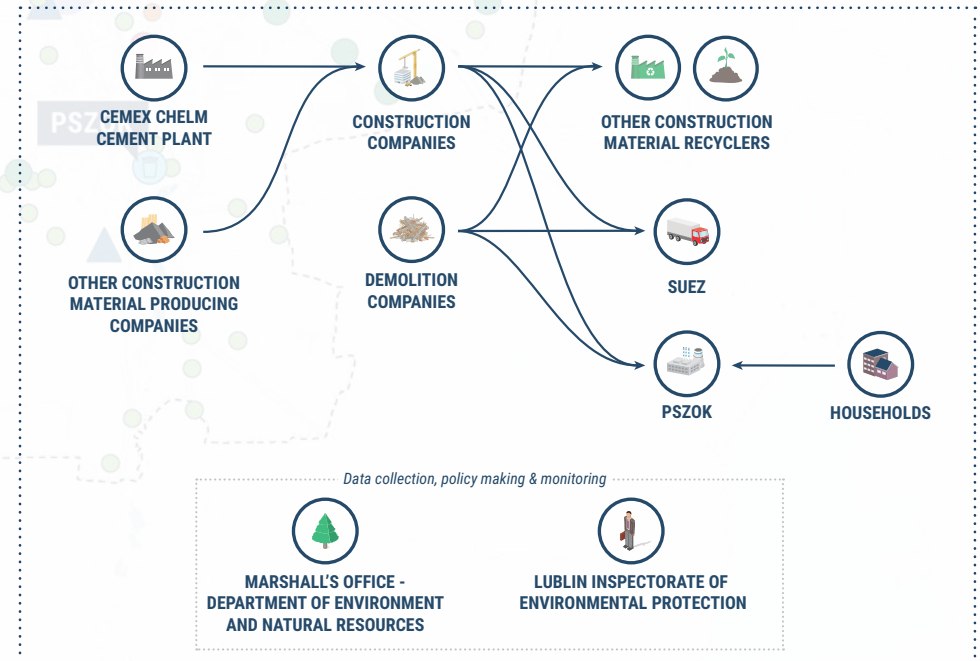 CEMEX CHELM
CEMENT PLANT
CONSTRUCTION
COMPANIES
OTHER CONSTRUCTION
MATERIAL RECYCLERS
OTHER CONSTRUCTION
MATERIAL PRODUCING
COMPANIES
DEMOLITION
COMPANIES
SUEZ
PSZOK
HOUSEHOLDS
Data collection, policy making & monitoring
MARSHALL'S OFFICE -
DEPARTMENT OF ENVIRONMENT
AND NATURAL RESOURCES
LUBLIN INSPECTORATE OF
ENVIRONMENTAL PROTECTION